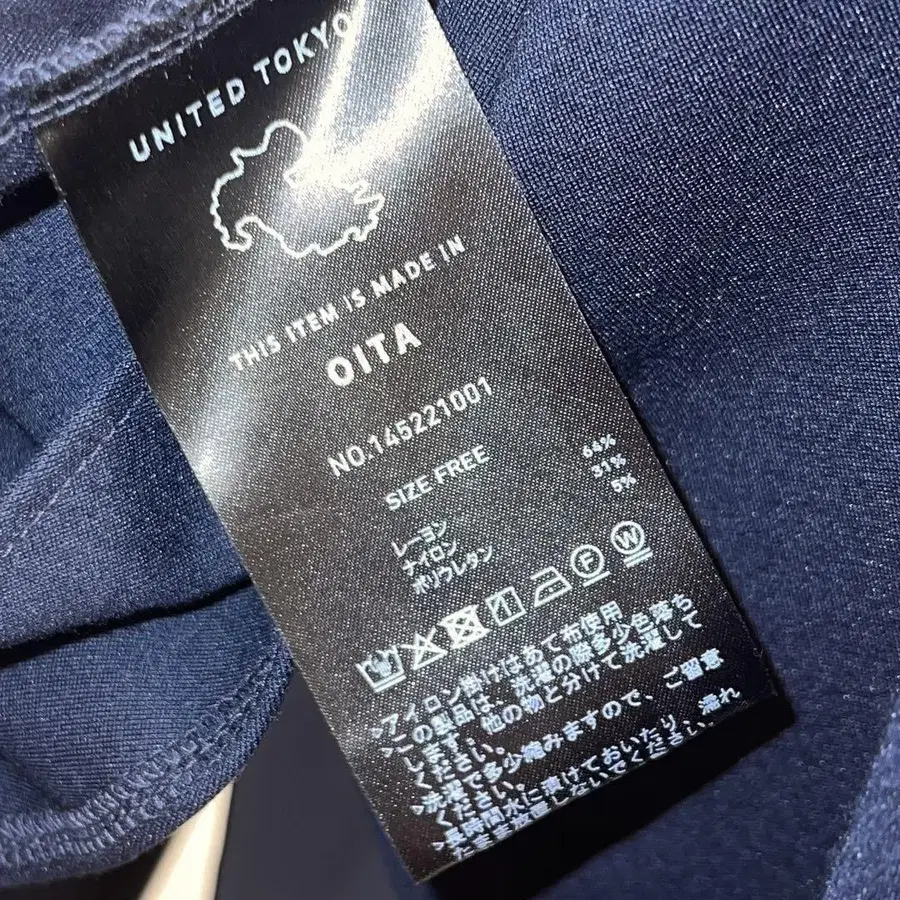 UNITED TOKYO
THIS ITEM IS MADE IN
OITA
NO.145221001
SIZE FREE
レーヨン 64%
ナイロン 31%
ポリウレタン 5%
F W
>アイロン掛けはあて布使用
>この製品は、洗濯の際多少色落ち
します。他の物と分けて洗濯して
ください。
>洗濯で多少縮みますので、ご留意
ください。
>長時間水に漬けておいたり、濡れ
たまま放置しないでください。